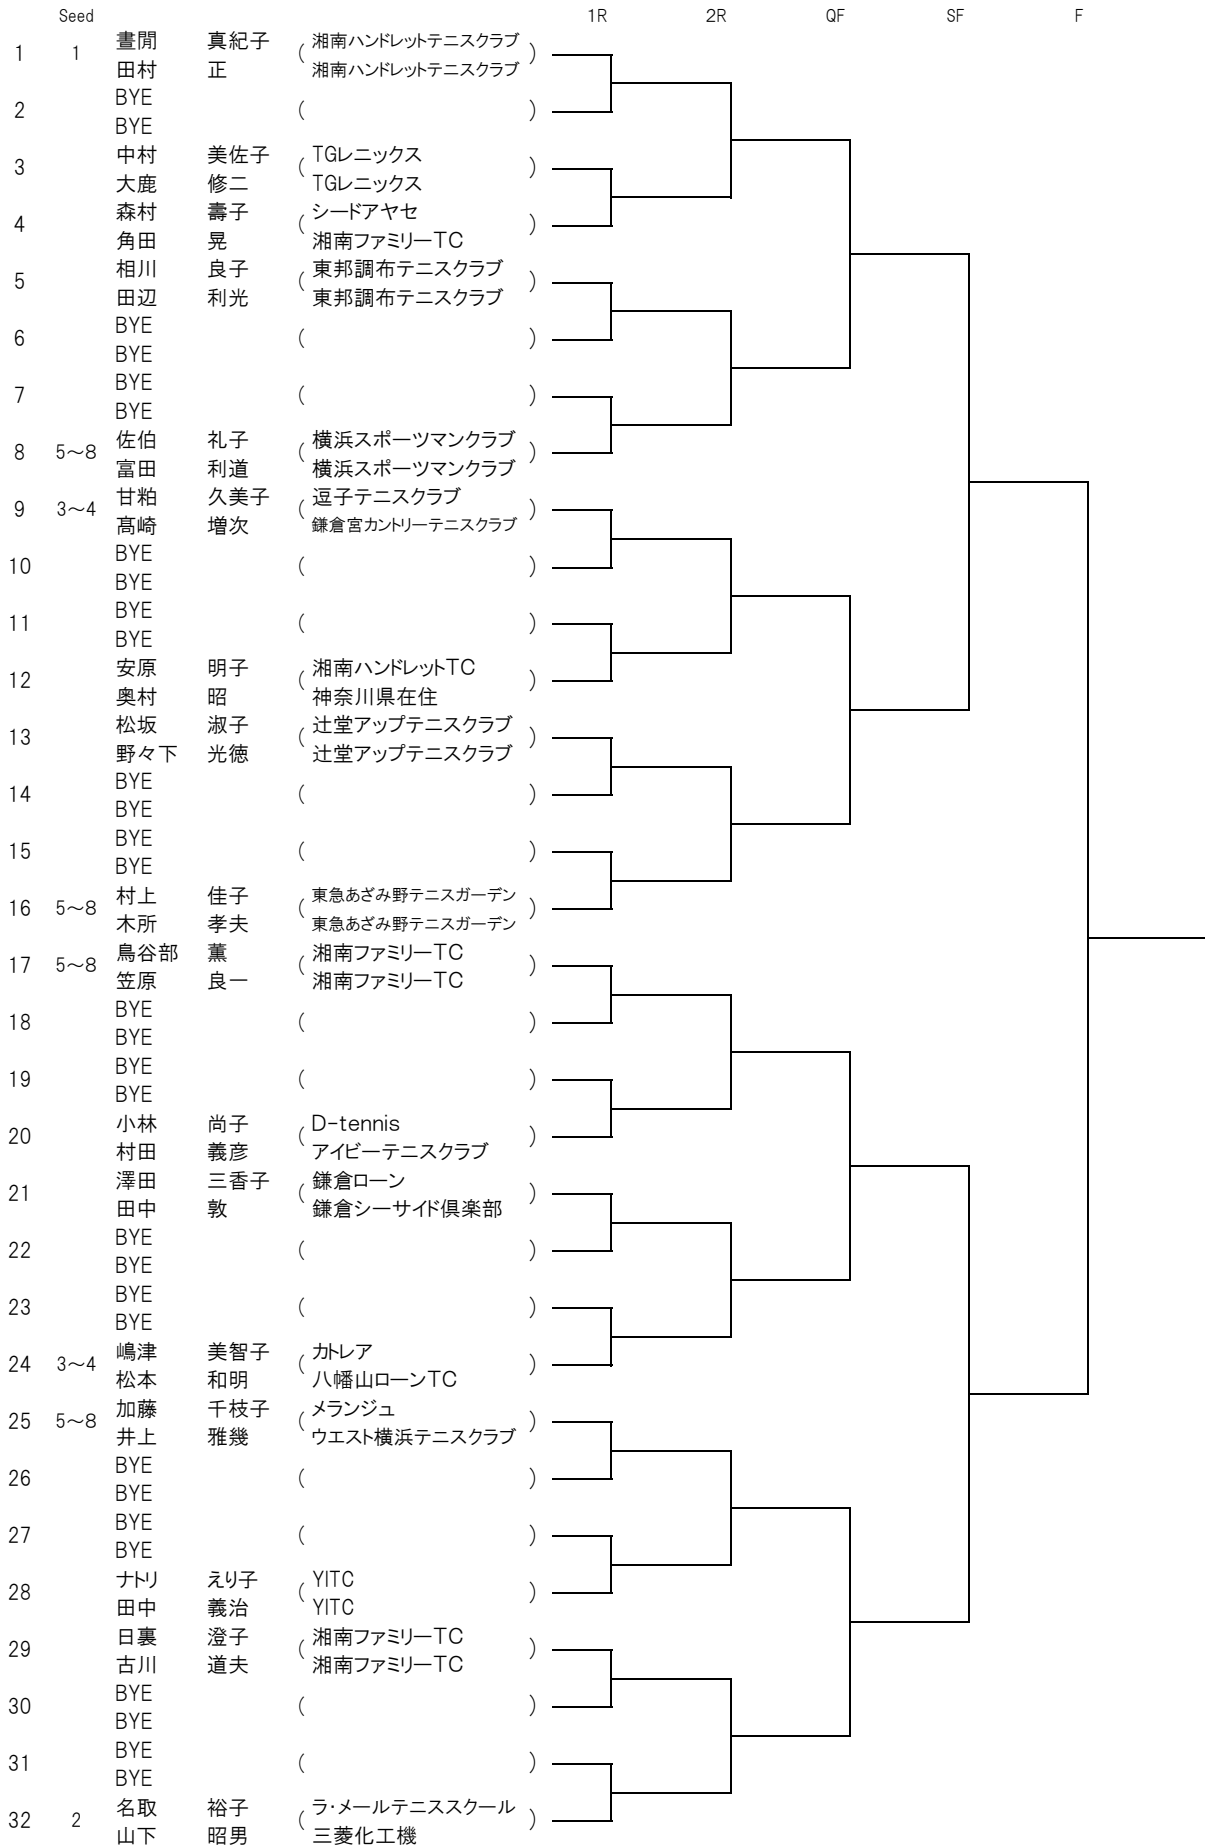 Seed 1R 2R QF SF F
1 1 晝間 真紀子 ( 湘南ハンドレットテニスクラブ )
田村 正 湘南ハンドレットテニスクラブ
2 BYE ( )
BYE
3 中村 美佐子 ( TGレニックス )
大鹿 修二 TGレニックス
4 森村 壽子 ( シードアヤセ )
角田 晃 湘南ファミリーTC
5 相川 良子 ( 東邦調布テニスクラブ )
田辺 利光 東邦調布テニスクラブ
6 BYE ( )
BYE
7 BYE ( )
BYE
8 5～8 佐伯 礼子 ( 横浜スポーツマンクラブ )
富田 利道 横浜スポーツマンクラブ
9 3～4 甘粕 久美子 ( 逗子テニスクラブ )
髙崎 増次 鎌倉宮カントリーテニスクラブ
10 BYE ( )
BYE
11 BYE ( )
BYE
12 安原 明子 ( 湘南ハンドレットTC )
奥村 昭 神奈川県在住
13 松坂 淑子 ( 辻堂アップテニスクラブ )
野々下 光徳 辻堂アップテニスクラブ
14 BYE ( )
BYE
15 BYE ( )
BYE
16 5～8 村上 佳子 ( 東急あざみ野テニスガーデン )
木所 孝夫 東急あざみ野テニスガーデン
17 5～8 鳥谷部 薫 ( 湘南ファミリーTC )
笠原 良一 湘南ファミリーTC
18 BYE ( )
BYE
19 BYE ( )
BYE
20 小林 尚子 ( D-tennis )
村田 義彦 アイビーテニスクラブ
21 澤田 三香子 ( 鎌倉ローン )
田中 敦 鎌倉シーサイド倶楽部
22 BYE ( )
BYE
23 BYE ( )
BYE
24 3～4 嶋津 美智子 ( カトレア )
松本 和明 八幡山ローンTC
25 5～8 加藤 千枝子 ( メランジュ )
井上 雅幾 ウエスト横浜テニスクラブ
26 BYE ( )
BYE
27 BYE ( )
BYE
28 ナトリ えり子 ( YITC )
田中 義治 YITC
29 日裏 澄子 ( 湘南ファミリーTC )
古川 道夫 湘南ファミリーTC
30 BYE ( )
BYE
31 BYE ( )
BYE
32 2 名取 裕子 ( ラ・メールテニススクール )
山下 昭男 三菱化工機